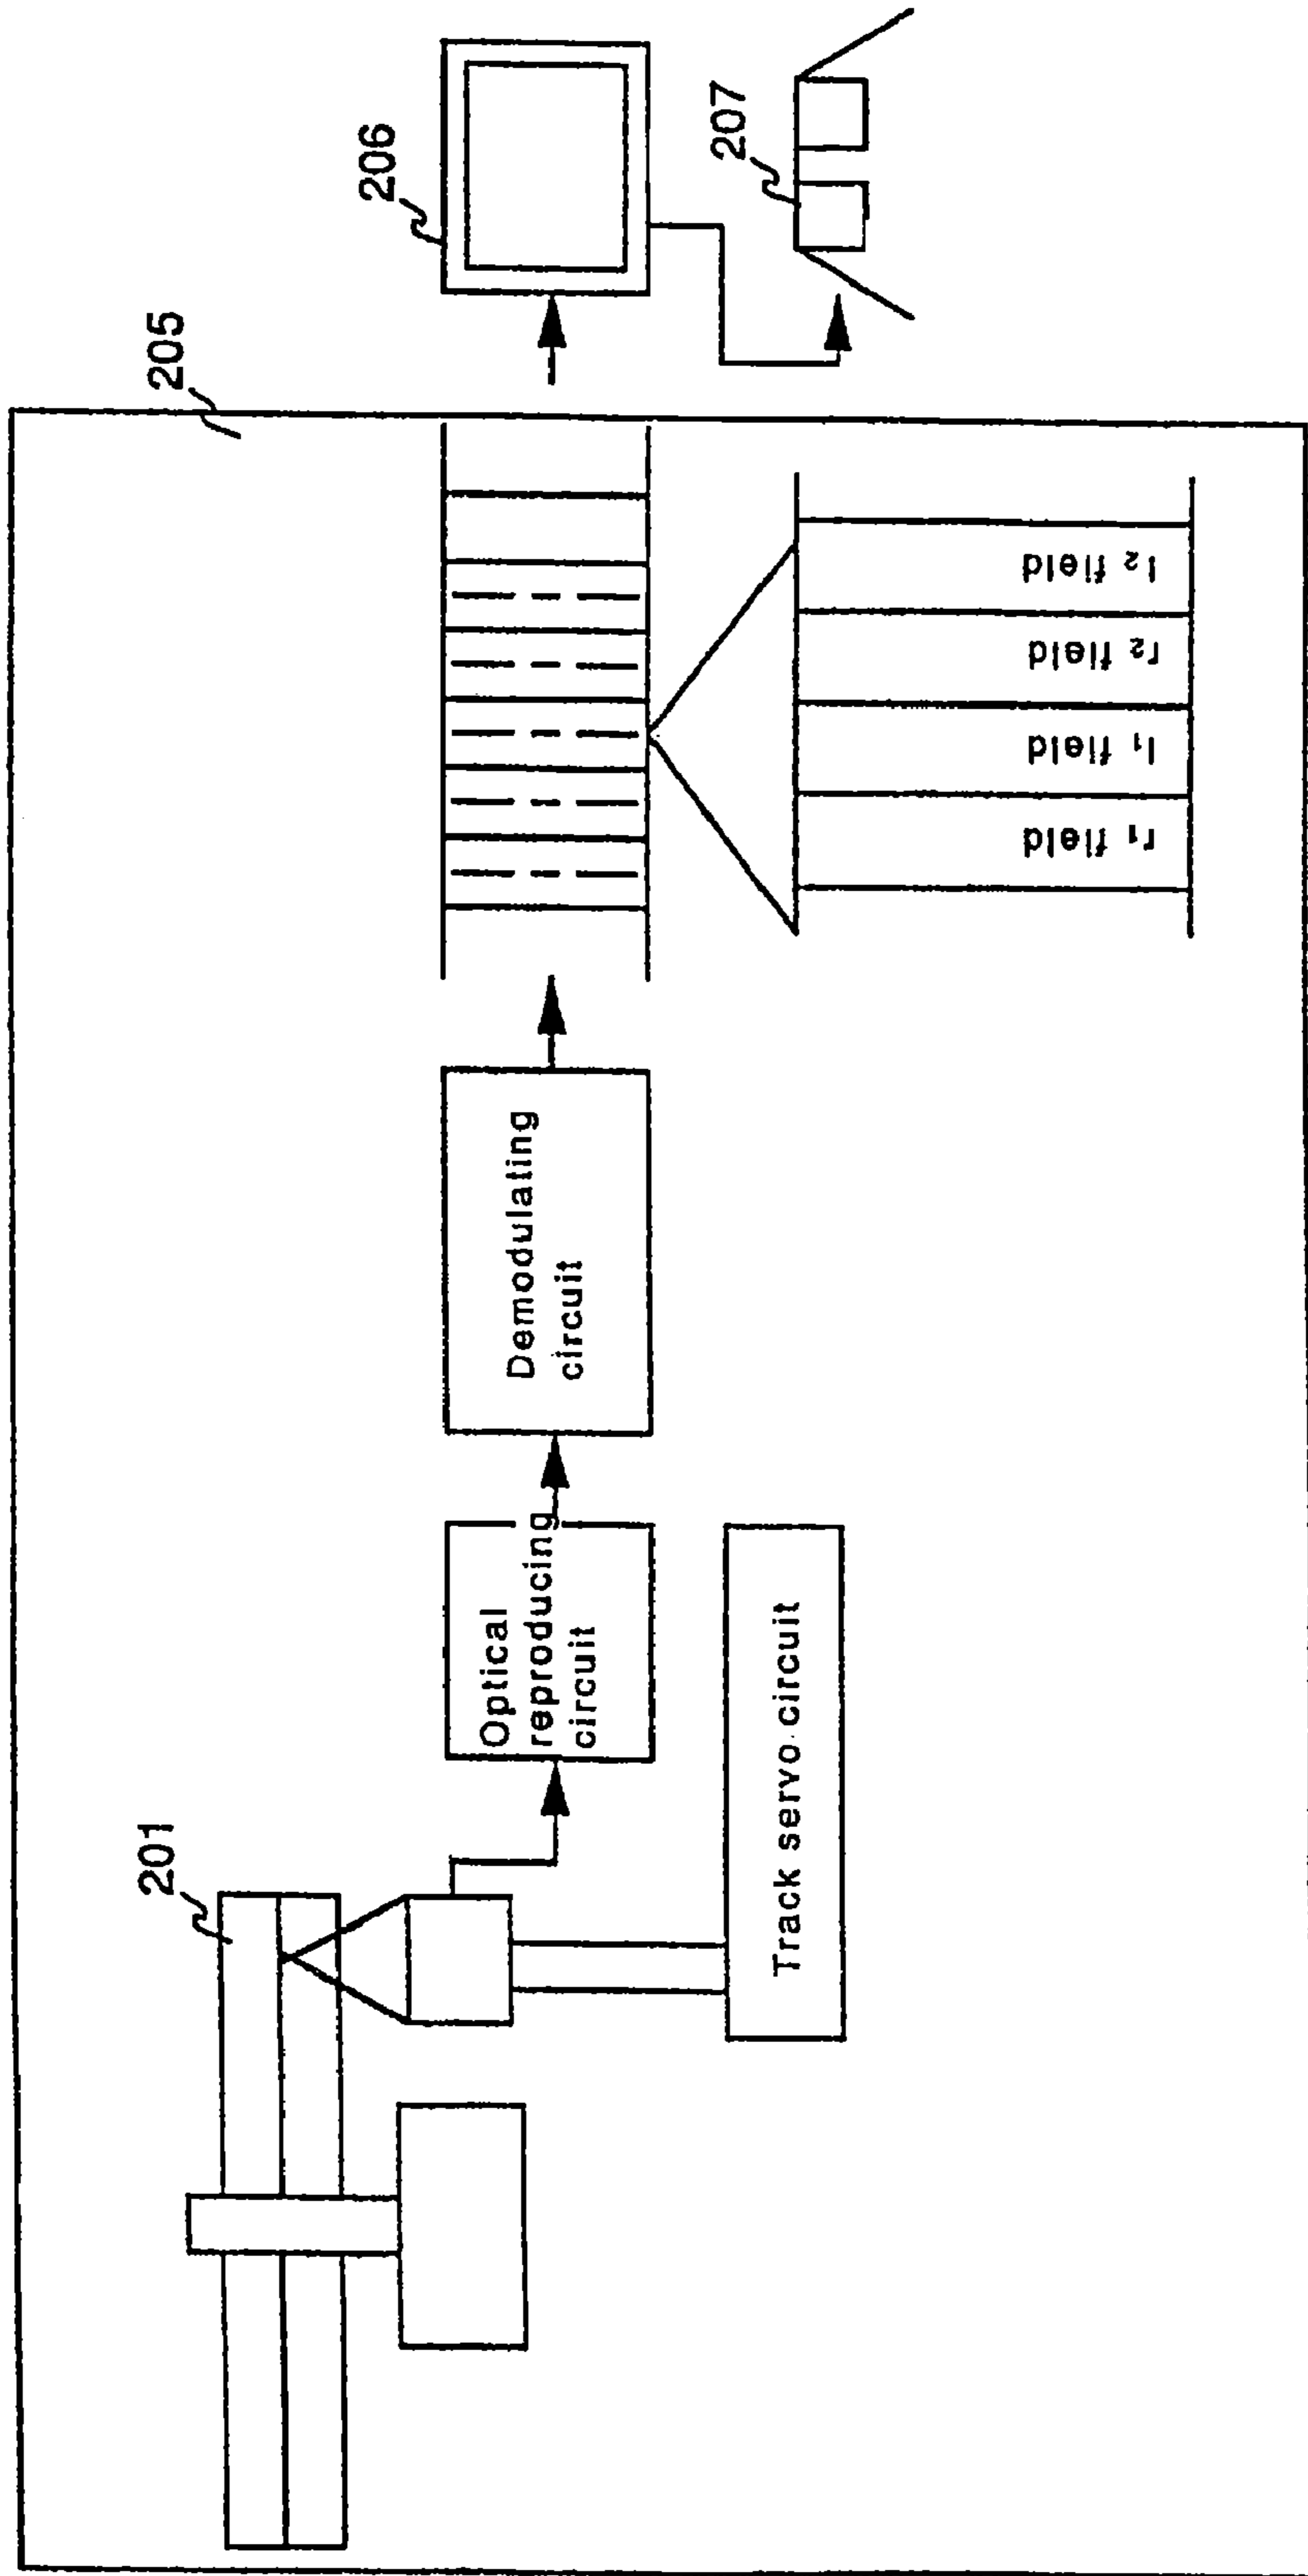 201
205
206
207
Optical
reproducing
circuit
Demodulating
circuit
Track servo circuit
r₁ field
l₁ field
r₂ field
l₂ field